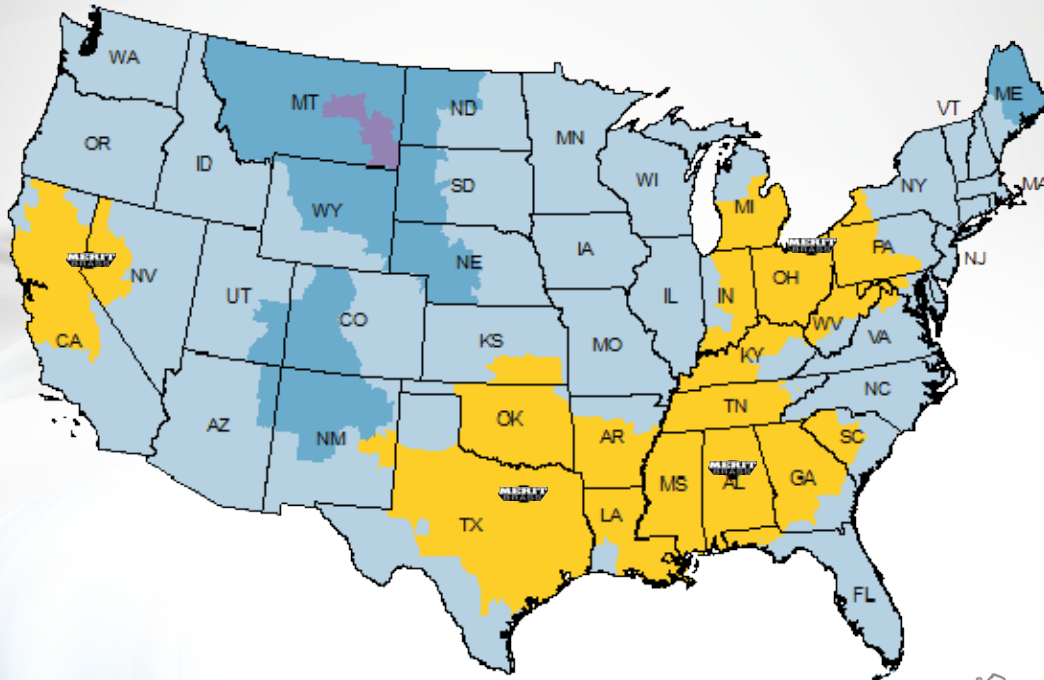 WA
MT
ND
MN
VT
ME
OR
ID
SD
WI
NY
MA
WY
MI
IA
NE
PA
NJ
MERIT
BRASS
MERIT
BRASS
NV
UT
CO
IL
IN
OH
WV
VA
CA
KS
MO
KY
NC
AZ
NM
OK
AR
TN
SC
MERIT
BRASS
MERIT
BRASS
MS
AL
GA
TX
LA
FL